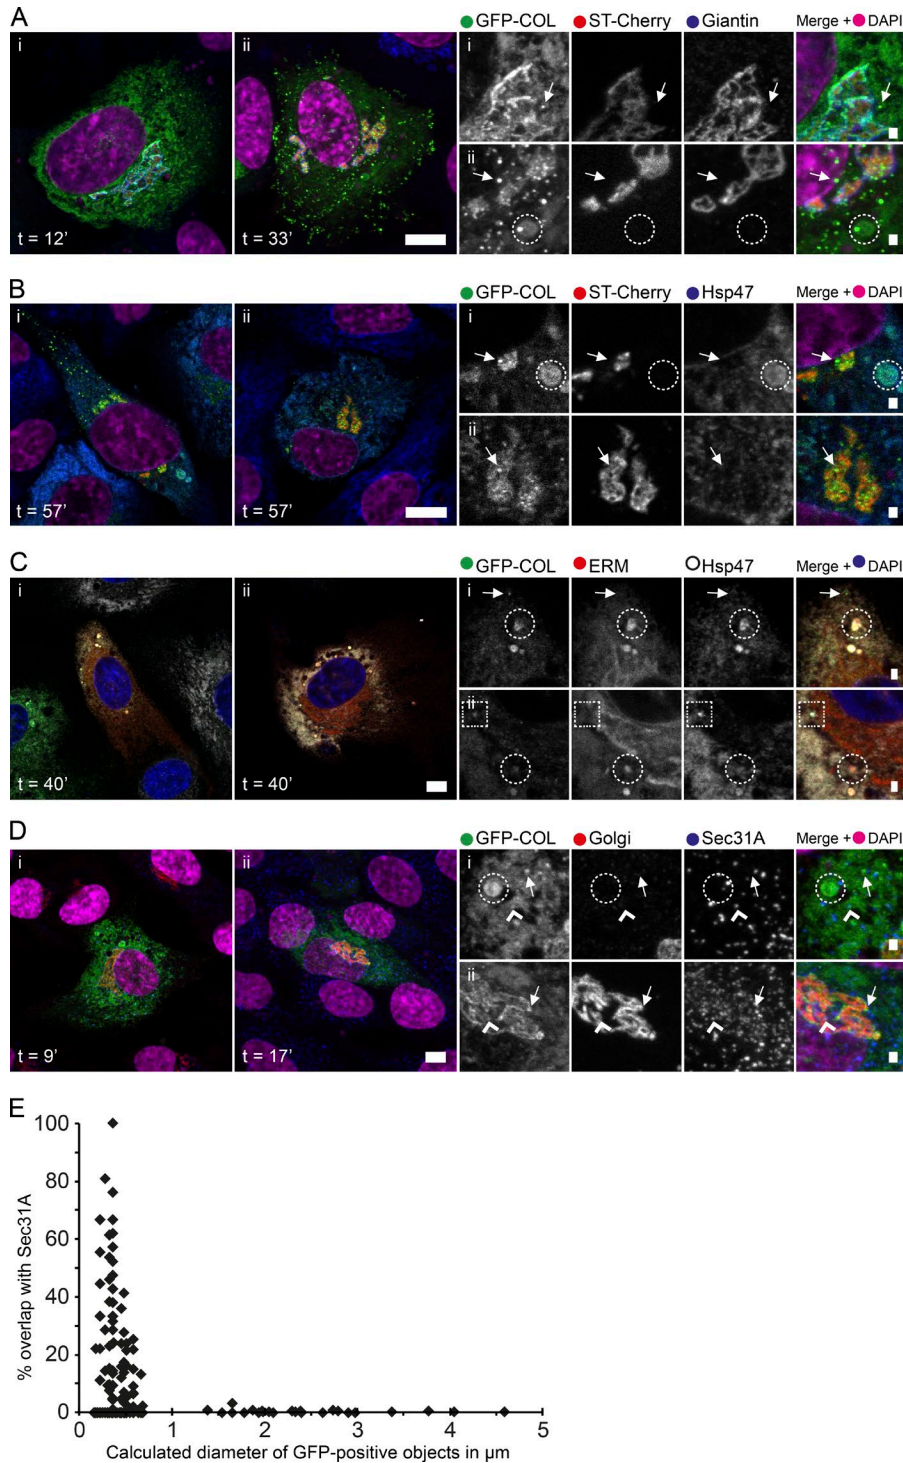 A
GFP-COL ST-Cherry Giantin Merge + DAPI
i ii i
t = 12' t = 33'
ii
B
GFP-COL ST-Cherry Hsp47 Merge + DAPI
i ii i
t = 57' t = 57'
ii
C
GFP-COL ERM Hsp47 Merge + DAPI
i ii i
t = 40' t = 40'
ii
D
GFP-COL Golgi Sec31A Merge + DAPI
i ii i
t = 9' t = 17'
ii
E
% overlap with Sec31A
100
80
60
40
20
0
0 1 2 3 4 5
Calculated diameter of GFP-positive objects in µm